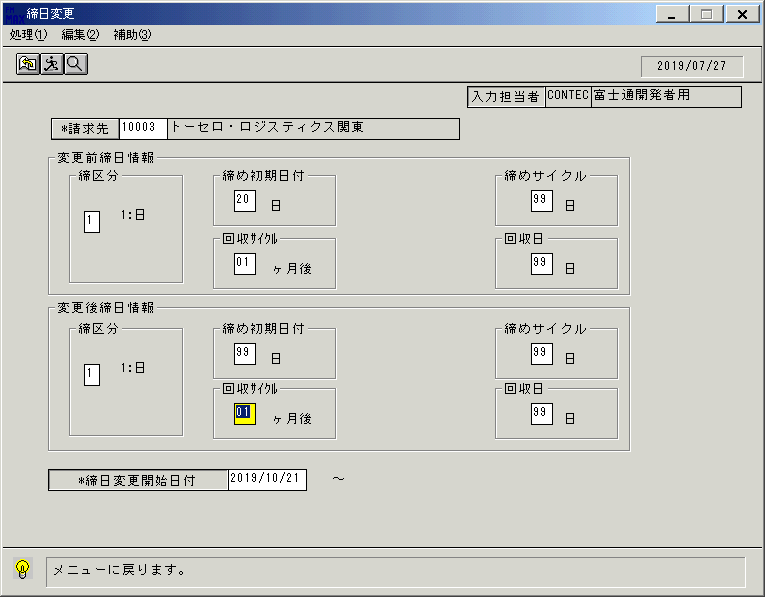 締日変更
処理(1) 編集(2) 補助(3)
2019/07/27
入力担当者 CONTEC 富士通開発者用
*請求先 10003 トーセロ・ロジスティクス関東
変更前締日情報
締区分 締め初期日付 締めサイクル
1 1:日 20 日 99 日
回収サイクル 回収日
01 ヶ月後 99 日
変更後締日情報
締区分 締め初期日付 締めサイクル
1 1:日 99 日 99 日
回収サイクル 回収日
01 ヶ月後 99 日
*締日変更開始日付 2019/10/21 ～
メニューに戻ります。